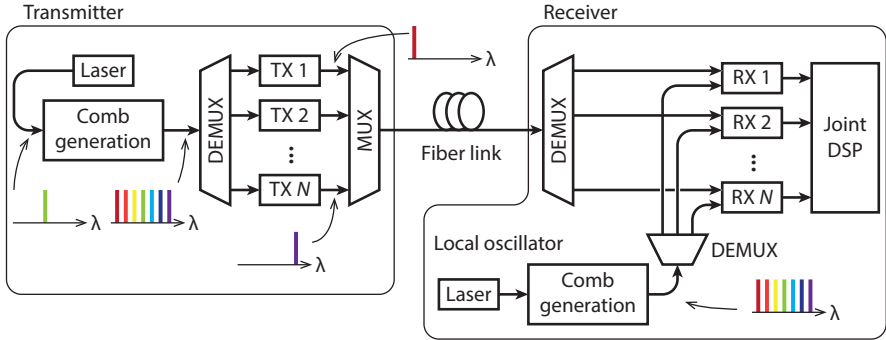 Transmitter
Receiver
Laser
Comb
generation
DEMUX
TX 1
TX 2
...
TX N
MUX
λ
λ
λ
λ
Fiber link
DEMUX
RX 1
RX 2
...
RX N
Joint
DSP
Local oscillator
DEMUX
Laser
Comb
generation
λ